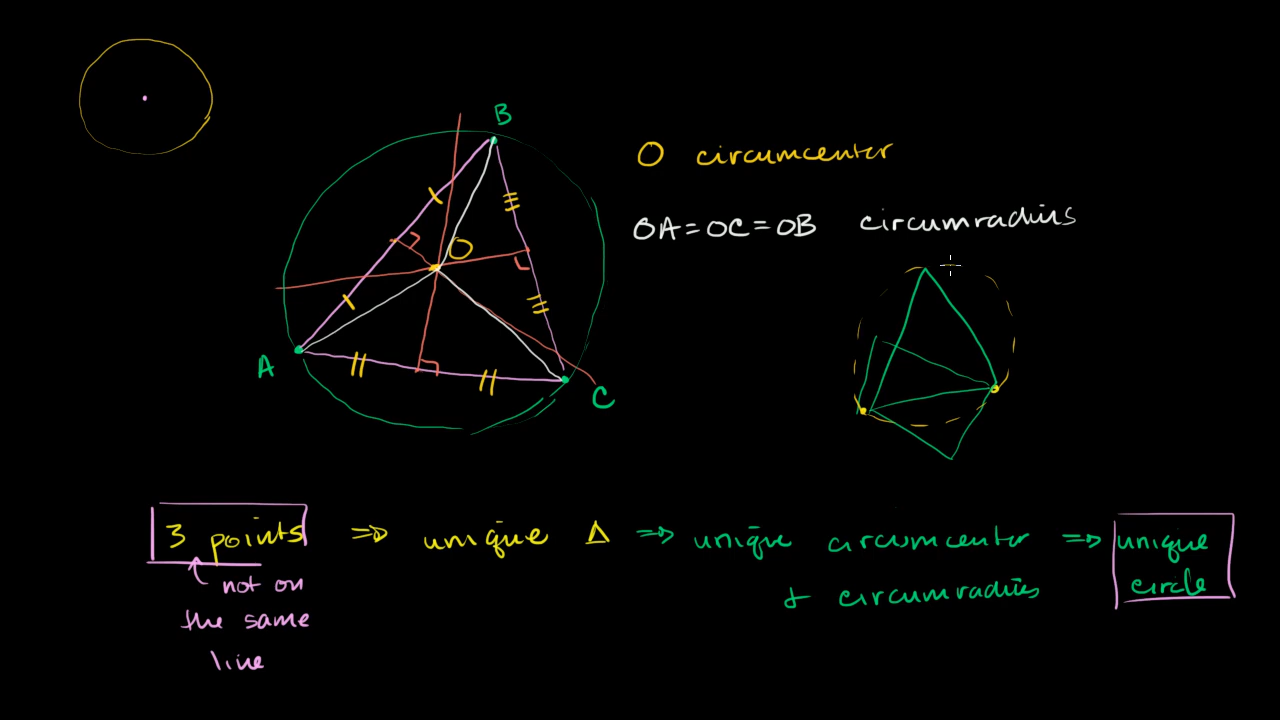 B
O circumcenter
OA = OC = OB circumradius
O
A
C
3 points ⇒ unique Δ ⇒ unique circumcenter ⇒ unique
& circumradius circle
not on
the same
line